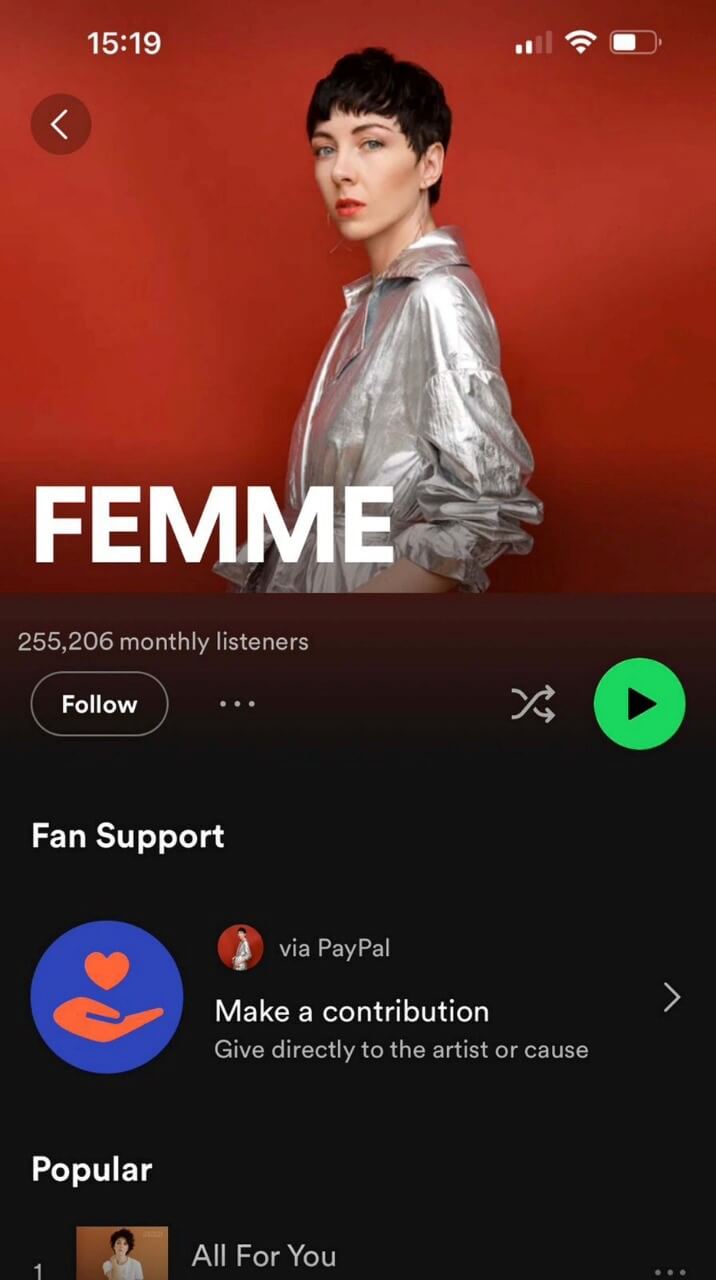 15:19
FEMME
255,206 monthly listeners
Follow
Fan Support
via PayPal
Make a contribution
Give directly to the artist or cause
Popular
1
All For You